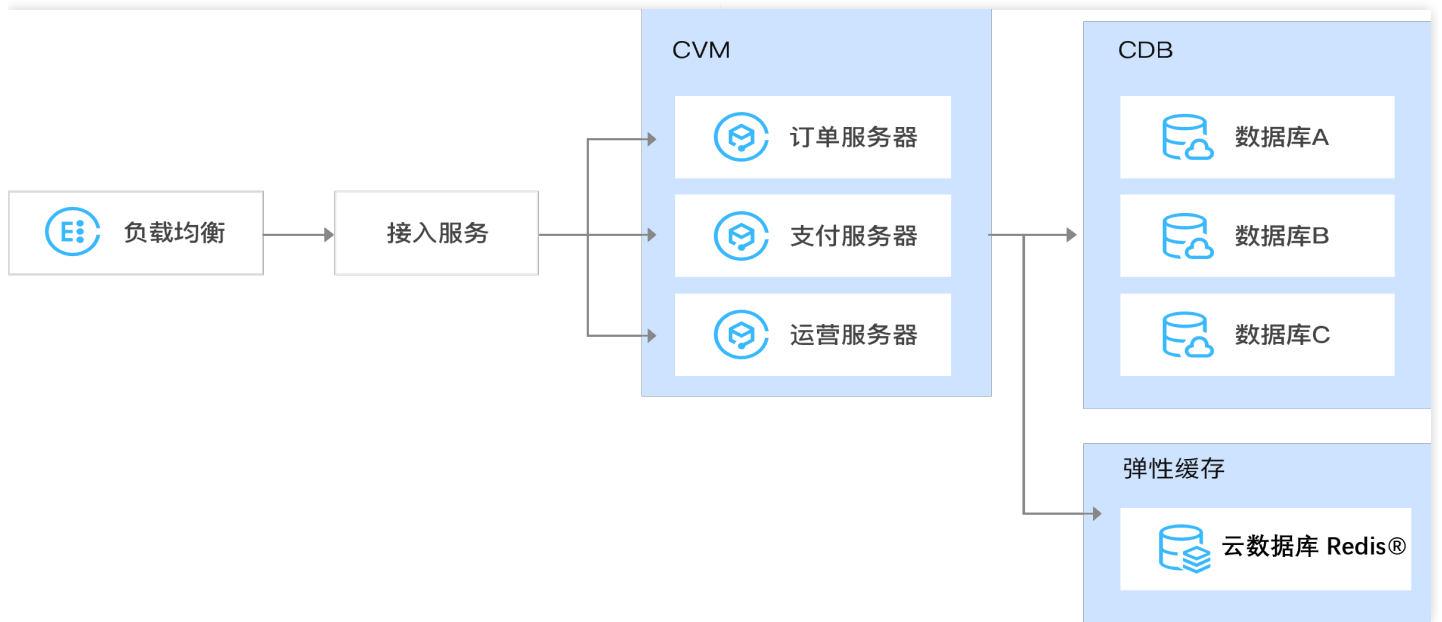 负载均衡
接入服务
CVM
订单服务器
支付服务器
运营服务器
CDB
数据库A
数据库B
数据库C
弹性缓存
云数据库 Redis®